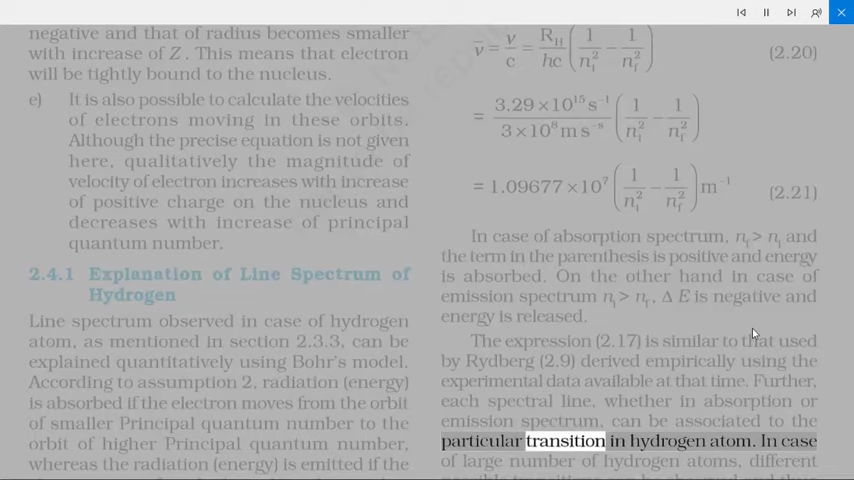 negative and that of radius becomes smaller
with increase of Z . This means that electron
will be tightly bound to the nucleus.
e) It is also possible to calculate the velocities
of electrons moving in these orbits.
Although the precise equation is not given
here, qualitatively the magnitude of
velocity of electron increases with increase
of positive charge on the nucleus and
decreases with increase of principal
quantum number.
2.4.1 Explanation of Line Spectrum of
Hydrogen
Line spectrum observed in case of hydrogen
atom, as mentioned in section 2.3.3, can be
explained quantitatively using Bohr's model.
According to assumption 2, radiation (energy)
is absorbed if the electron moves from the orbit
of smaller Principal quantum number to the
orbit of higher Principal quantum number,
whereas the radiation (energy) is emitted if the
ν̄ = ν/c = R_H/hc (1/n_i² − 1/n_f²) (2.20)
= 3.29 × 10¹⁵ s⁻¹ / 3 × 10⁸ m s⁻ˢ (1/n_i² − 1/n_f²)
= 1.09677 × 10⁷ (1/n_i² − 1/n_f²) m⁻¹ (2.21)
In case of absorption spectrum, n_f > n_i and
the term in the parenthesis is positive and energy
is absorbed. On the other hand in case of
emission spectrum n_i > n_f , Δ E is negative and
energy is released.
The expression (2.17) is similar to that used
by Rydberg (2.9) derived empirically using the
experimental data available at that time. Further,
each spectral line, whether in absorption or
emission spectrum, can be associated to the
particular transition in hydrogen atom. In case
of large number of hydrogen atoms, different
possible transitions can be observed and thus